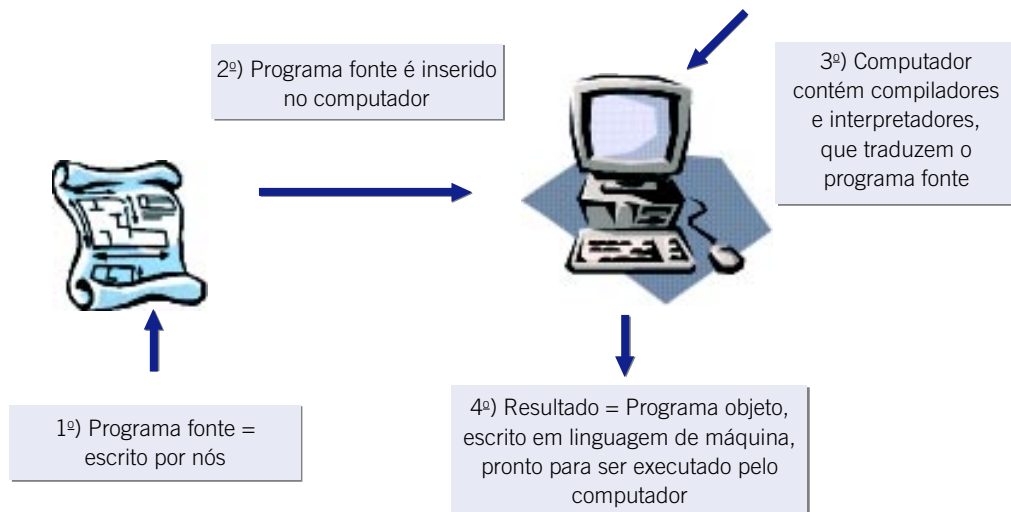 1º) Programa fonte =
escrito por nós
2º) Programa fonte é inserido
no computador
3º) Computador
contém compiladores
e interpretadores,
que traduzem o
programa fonte
4º) Resultado = Programa objeto,
escrito em linguagem de máquina,
pronto para ser executado pelo
computador